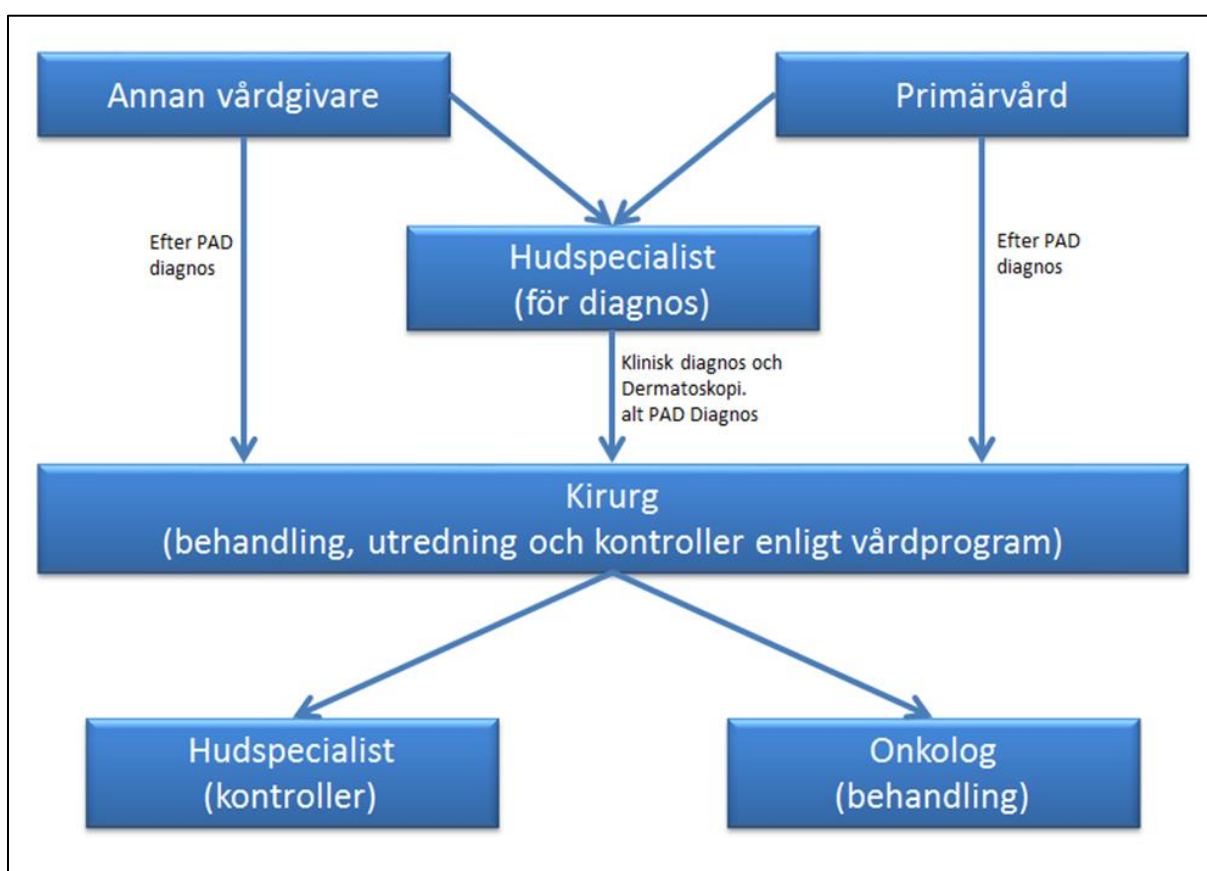 Annan vårdgivare
Primärvård
Efter PAD
diagnos
Hudspecialist
(för diagnos)
Efter PAD
diagnos
Klinisk diagnos och
Dermatoskopi.
alt PAD Diagnos
Kirurg
(behandling, utredning och kontroller enligt vårdprogram)
Hudspecialist
(kontroller)
Onkolog
(behandling)